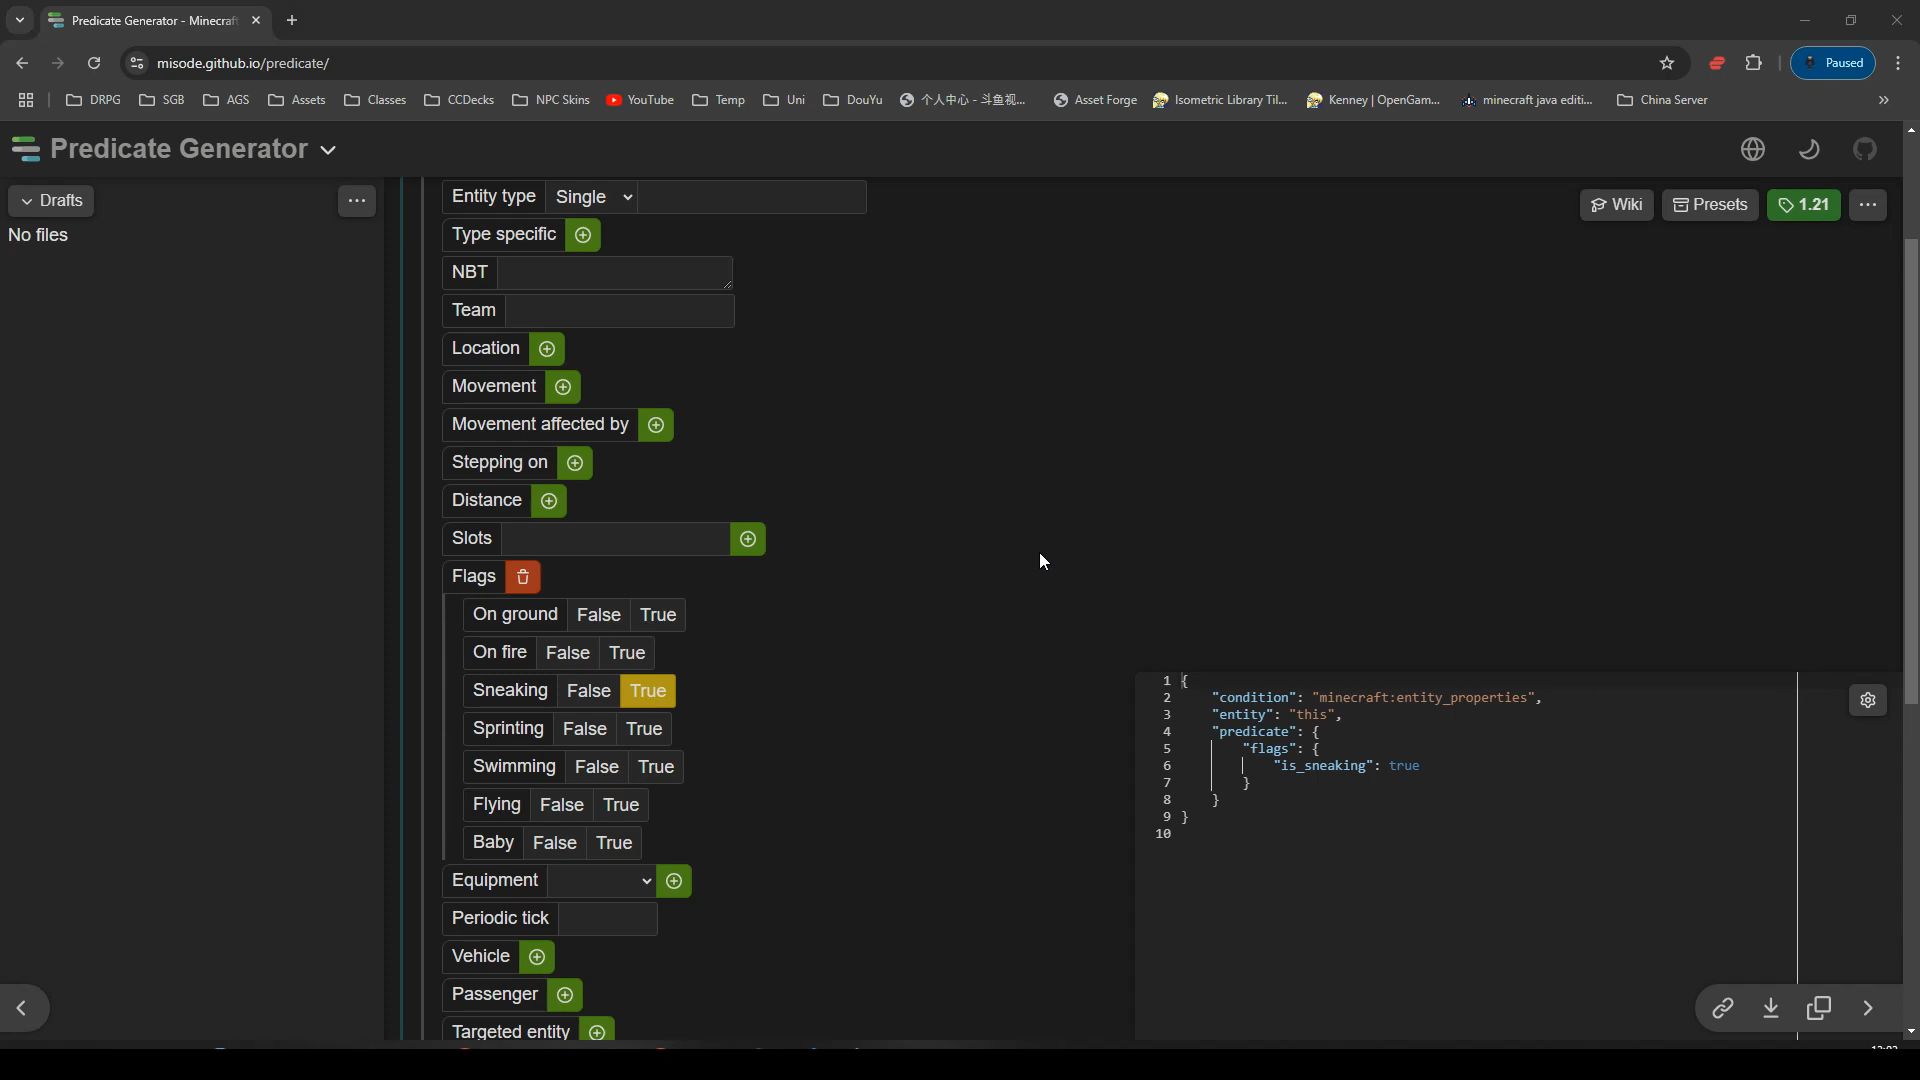 Predicate Generator - Minecraf
misode.github.io/predicate/
Paused
DRPG SGB AGS Assets Classes CCDecks NPC Skins YouTube Temp Uni DouYu 个人中心 - 斗鱼视... Asset Forge Isometric Library Til... Kenney | OpenGam... minecraft java editi... China Server
Predicate Generator
Drafts
No files
Wiki Presets 1.21
Entity type Single
Type specific
NBT
Team
Location
Movement
Movement affected by
Stepping on
Distance
Slots
Flags
On ground False True
On fire False True
Sneaking False True
Sprinting False True
Swimming False True
Flying False True
Baby False True
Equipment
Periodic tick
Vehicle
Passenger
Targeted entity
1 {
2 "condition": "minecraft:entity_properties",
3 "entity": "this",
4 "predicate": {
5 "flags": {
6 "is_sneaking": true
7 }
8 }
9 }
10